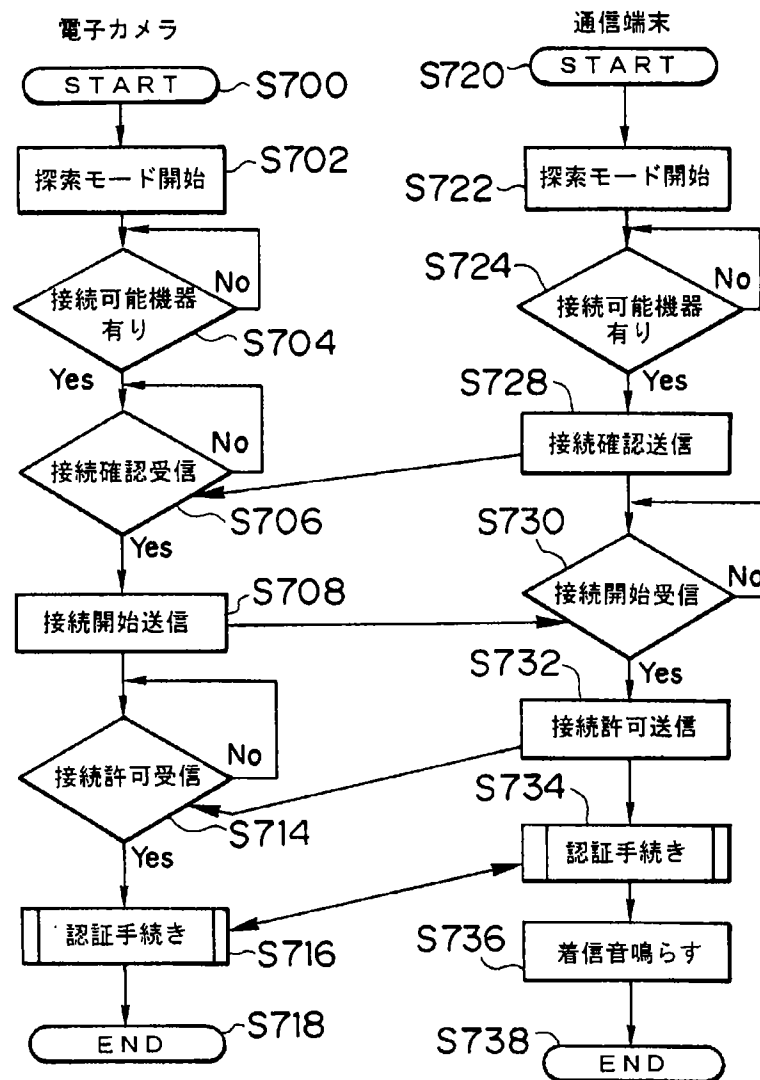 電子カメラ
START
S700
探索モード開始
S702
接続可能機器
有り
No
S704
Yes
接続確認受信
No
S706
Yes
接続開始送信
S708
接続許可受信
No
S714
Yes
認証手続き
S716
END
S718
通信端末
START
S720
探索モード開始
S722
接続可能機器
有り
No
S724
Yes
接続確認送信
S728
接続開始受信
No
S730
Yes
接続許可送信
S732
認証手続き
S734
着信音鳴らす
S736
END
S738